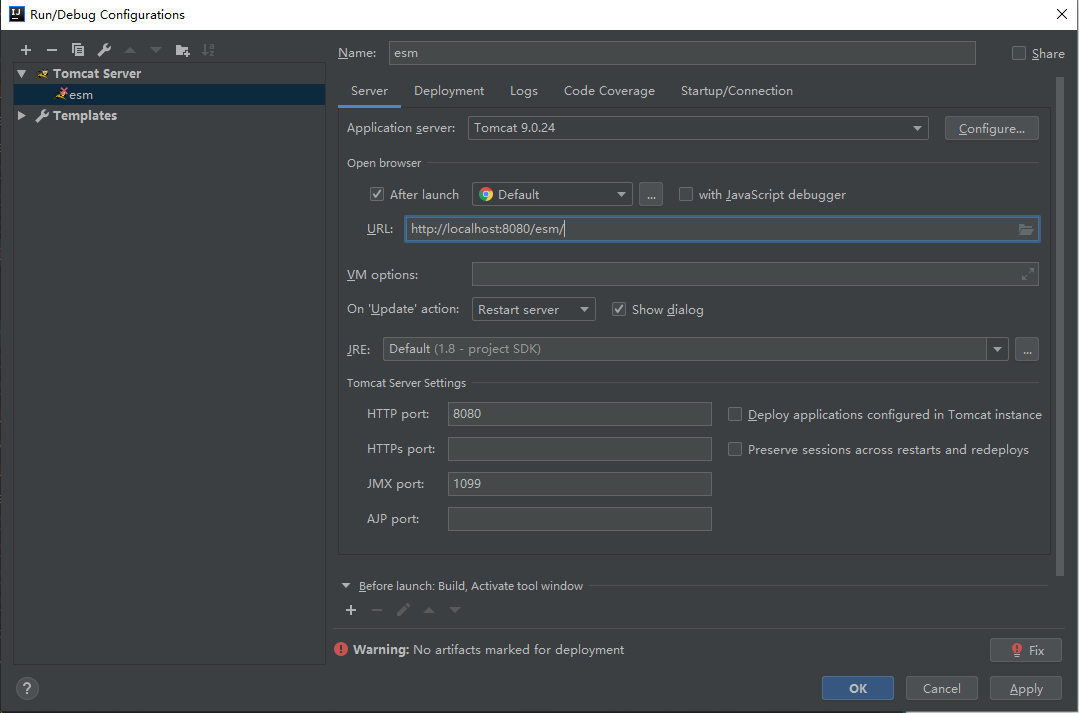 Run/Debug Configurations
Tomcat Server
esm
Templates
Name: esm Share
Server Deployment Logs Code Coverage Startup/Connection
Application server: Tomcat 9.0.24 Configure...
Open browser
After launch Default ... with JavaScript debugger
URL: http://localhost:8080/esm/
VM options:
On 'Update' action: Restart server Show dialog
JRE: Default (1.8 - project SDK) ...
Tomcat Server Settings
HTTP port: 8080 Deploy applications configured in Tomcat instance
HTTPs port: Preserve sessions across restarts and redeploys
JMX port: 1099
AJP port:
Before launch: Build, Activate tool window
Warning: No artifacts marked for deployment Fix
? OK Cancel Apply